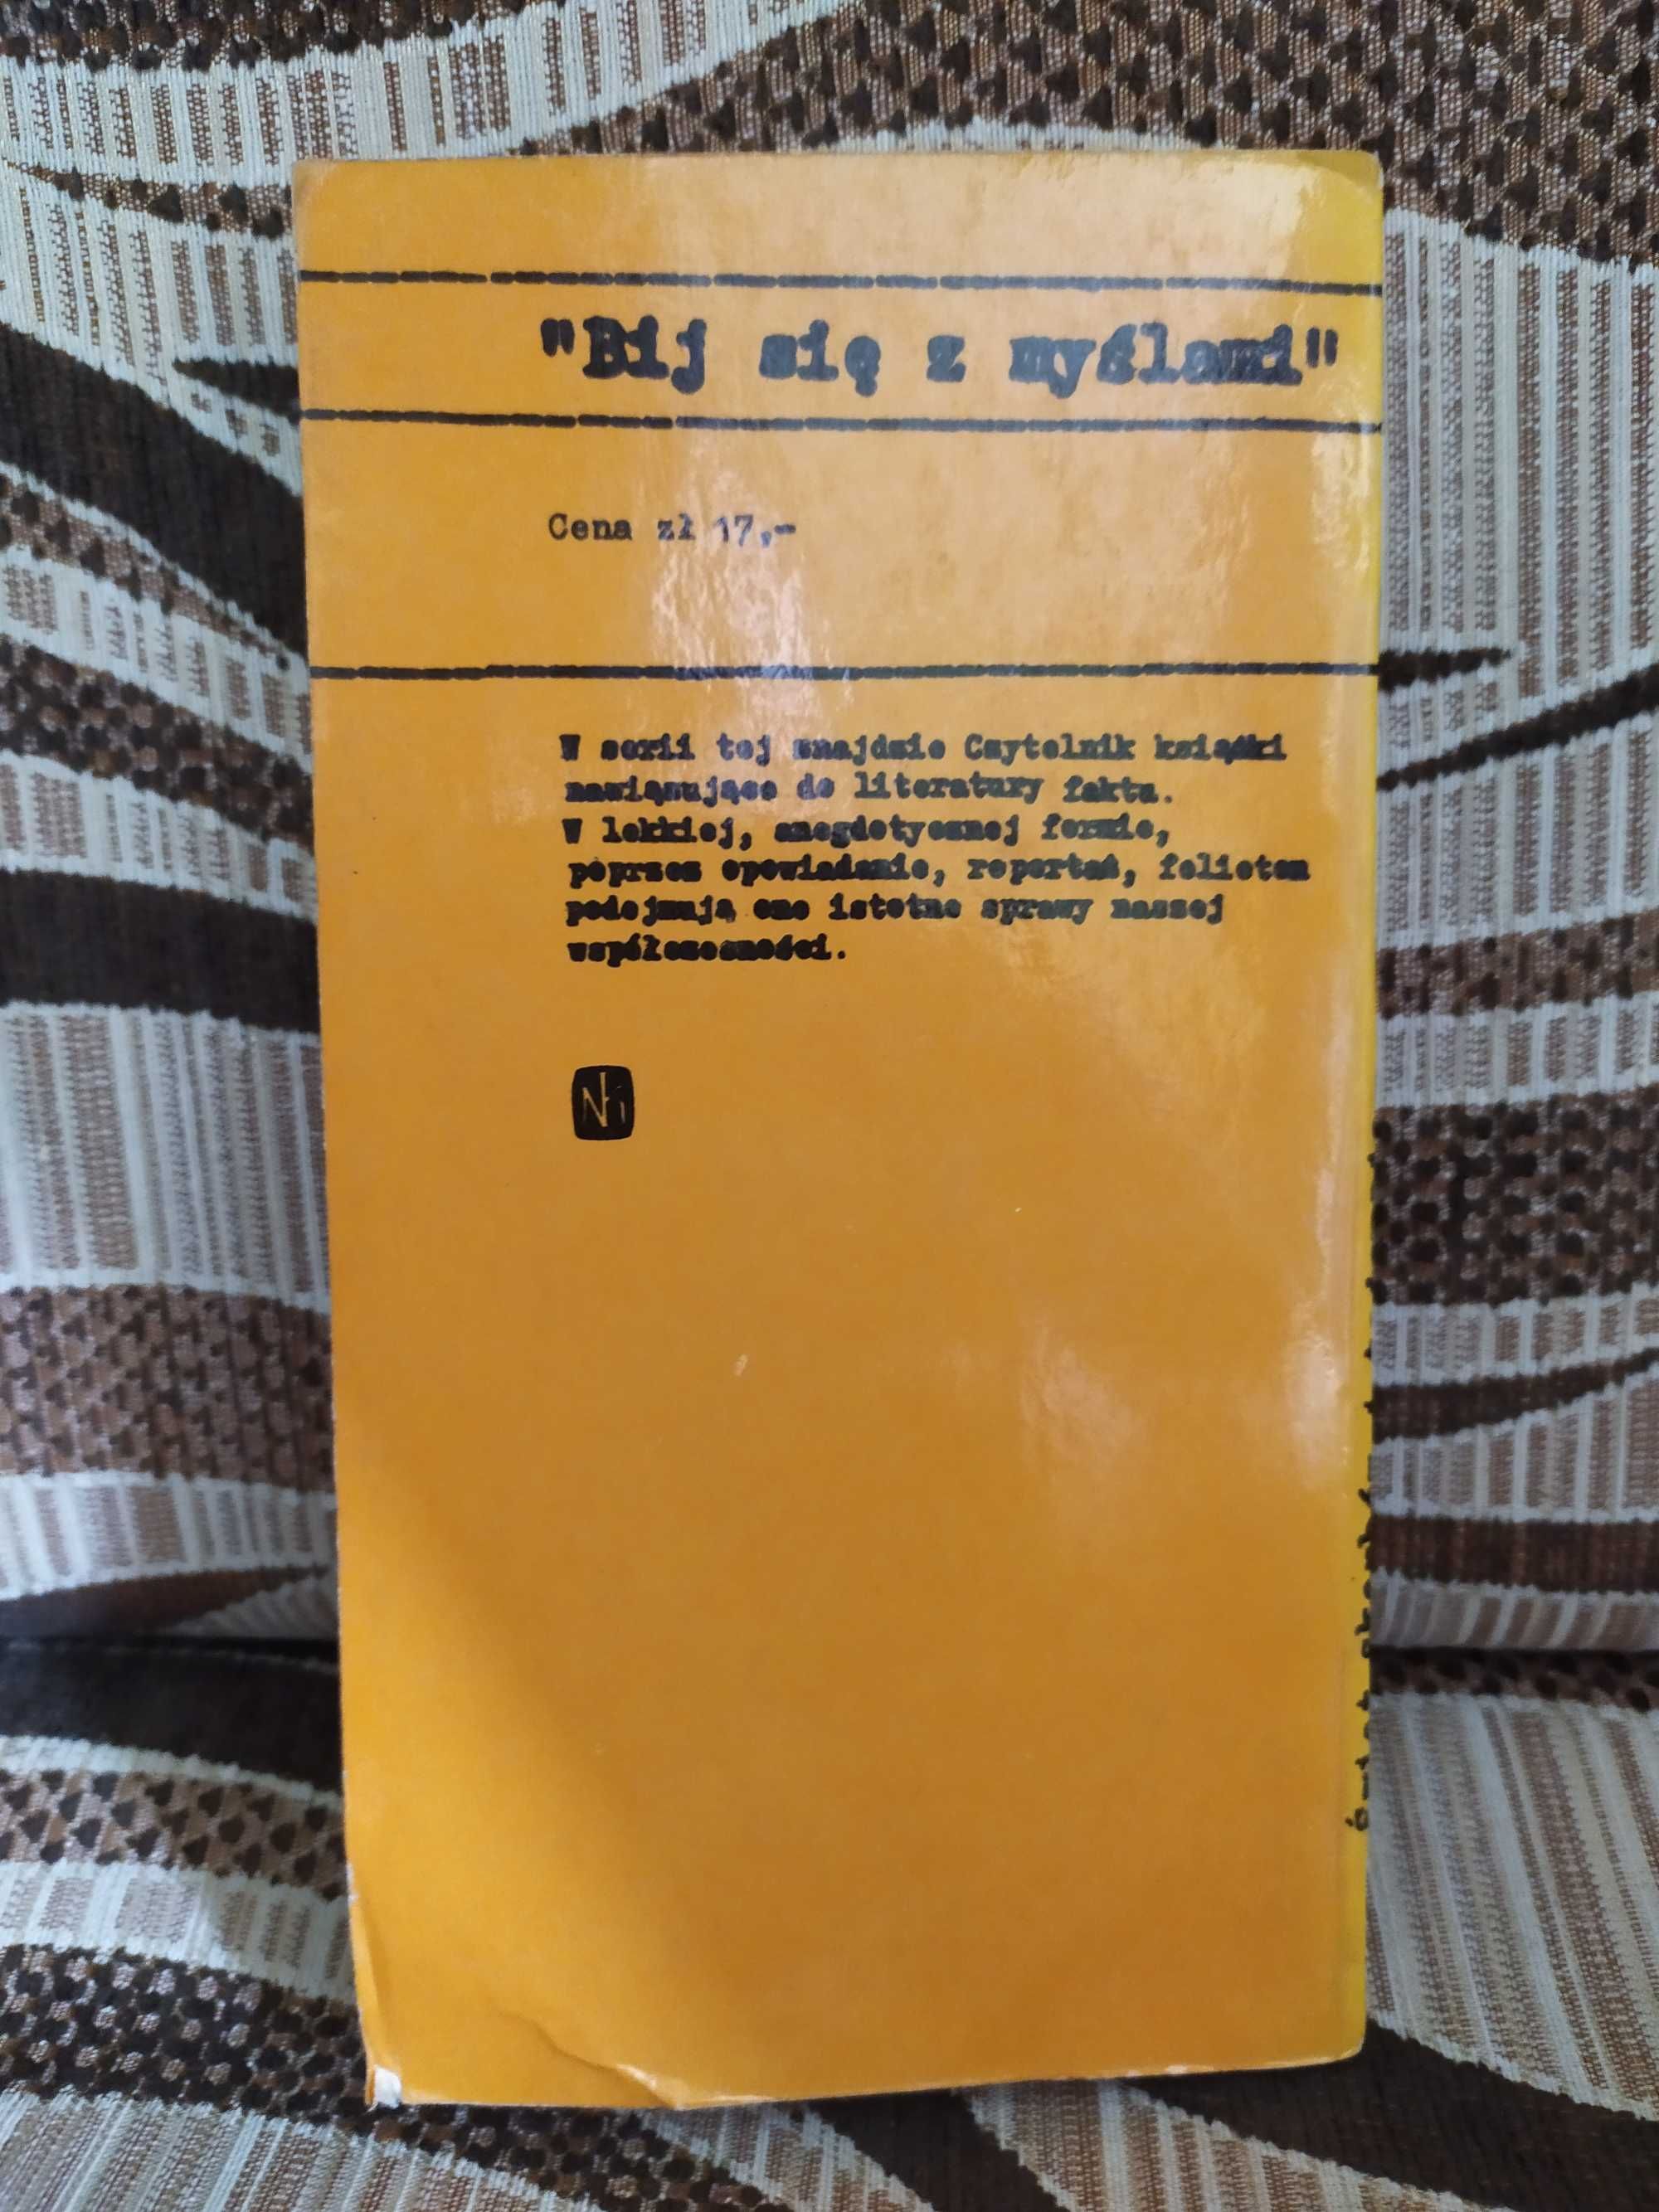 "Bij się z myślami"
Cena zł 17,-
W serii tej znajdzie Czytelnik książki
nawiązujące do literatury faktu.
W lekkiej, anegdotycznej formie,
poprzez opowiadanie, reportaż, felieton
podejmują one istotne sprawy naszej
współczesności.